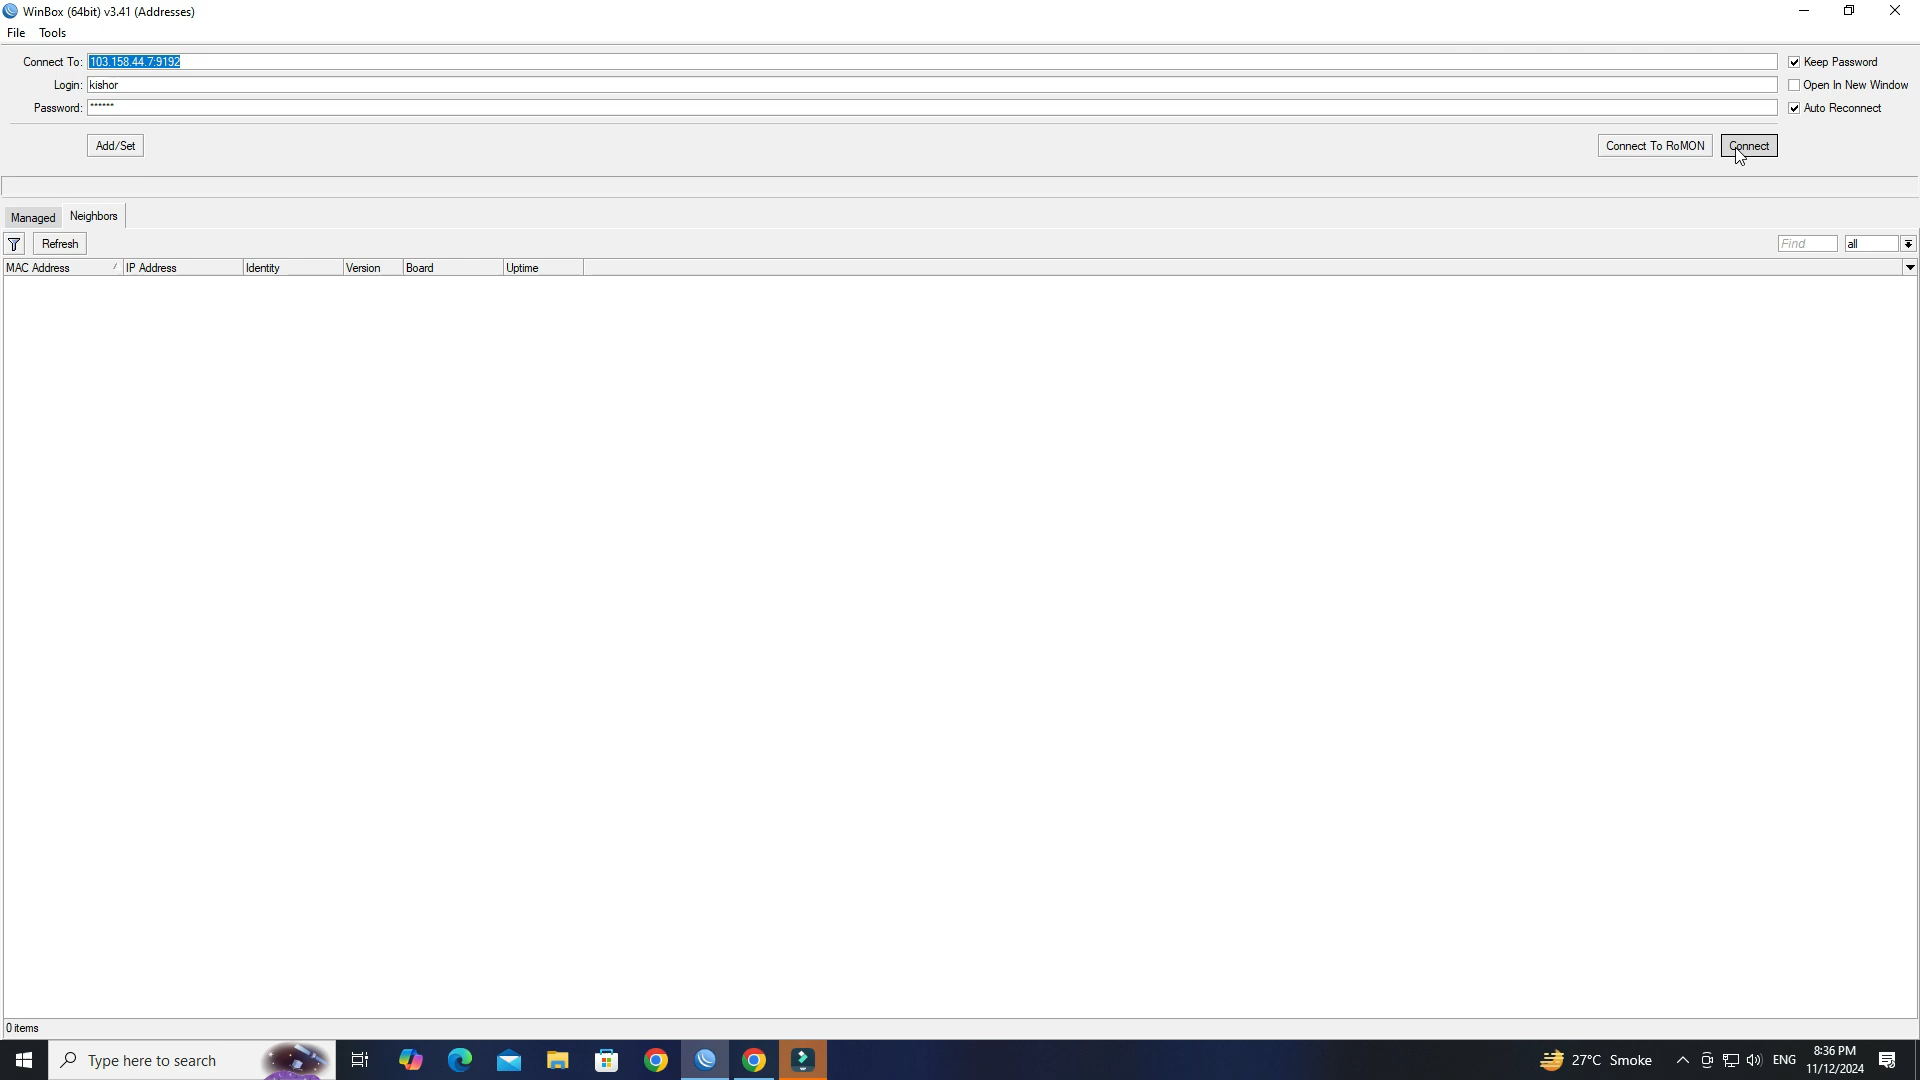 WinBox (64bit) v3.41 (Addresses)
File Tools
Connect To: 103.158.44.7:9192
Keep Password
Login: kishor
Open In New Window
Password: ******
Auto Reconnect
Add/Set
Connect To RoMON
Connect
Managed Neighbors
Refresh
Find
all
MAC Address IP Address Identity Version Board Uptime
0 items
Type here to search
27°C Smoke
ENG
8:36 PM
11/12/2024